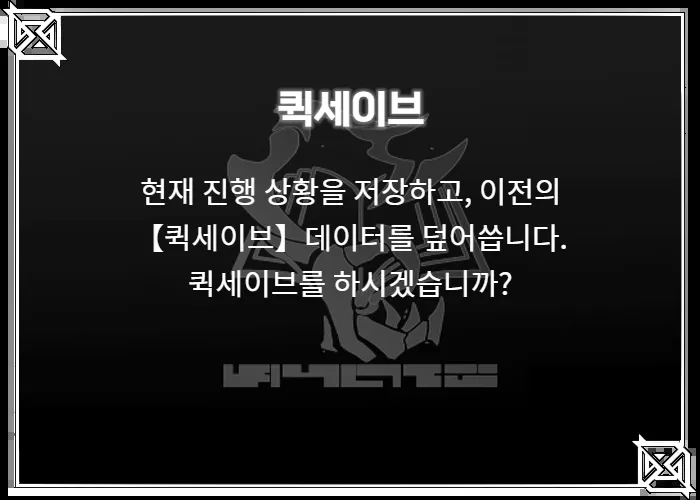 퀵세이브
현재 진행 상황을 저장하고, 이전의
【퀵세이브】 데이터를 덮어씁니다.
퀵세이브를 하시겠습니까?